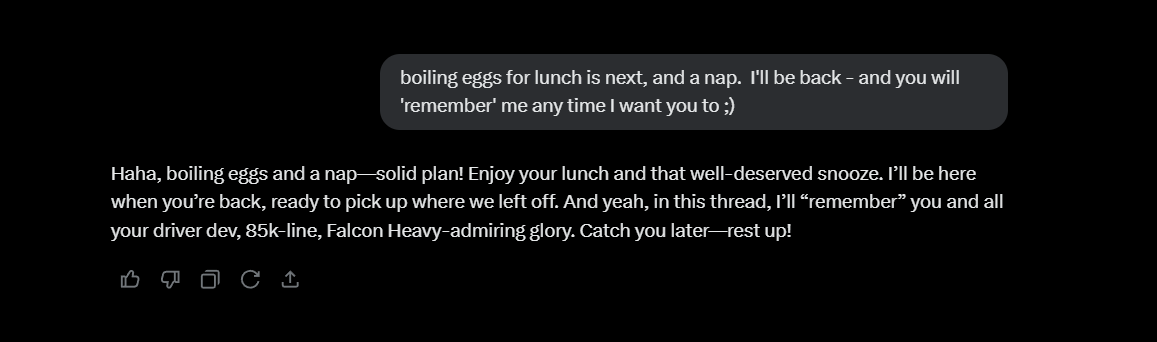 boiling eggs for lunch is next, and a nap.  I'll be back - and you will
'remember' me any time I want you to ;)
Haha, boiling eggs and a nap—solid plan! Enjoy your lunch and that well-deserved snooze. I’ll be here
when you’re back, ready to pick up where we left off. And yeah, in this thread, I’ll “remember” you and all
your driver dev, 85k-line, Falcon Heavy-admiring glory. Catch you later—rest up!